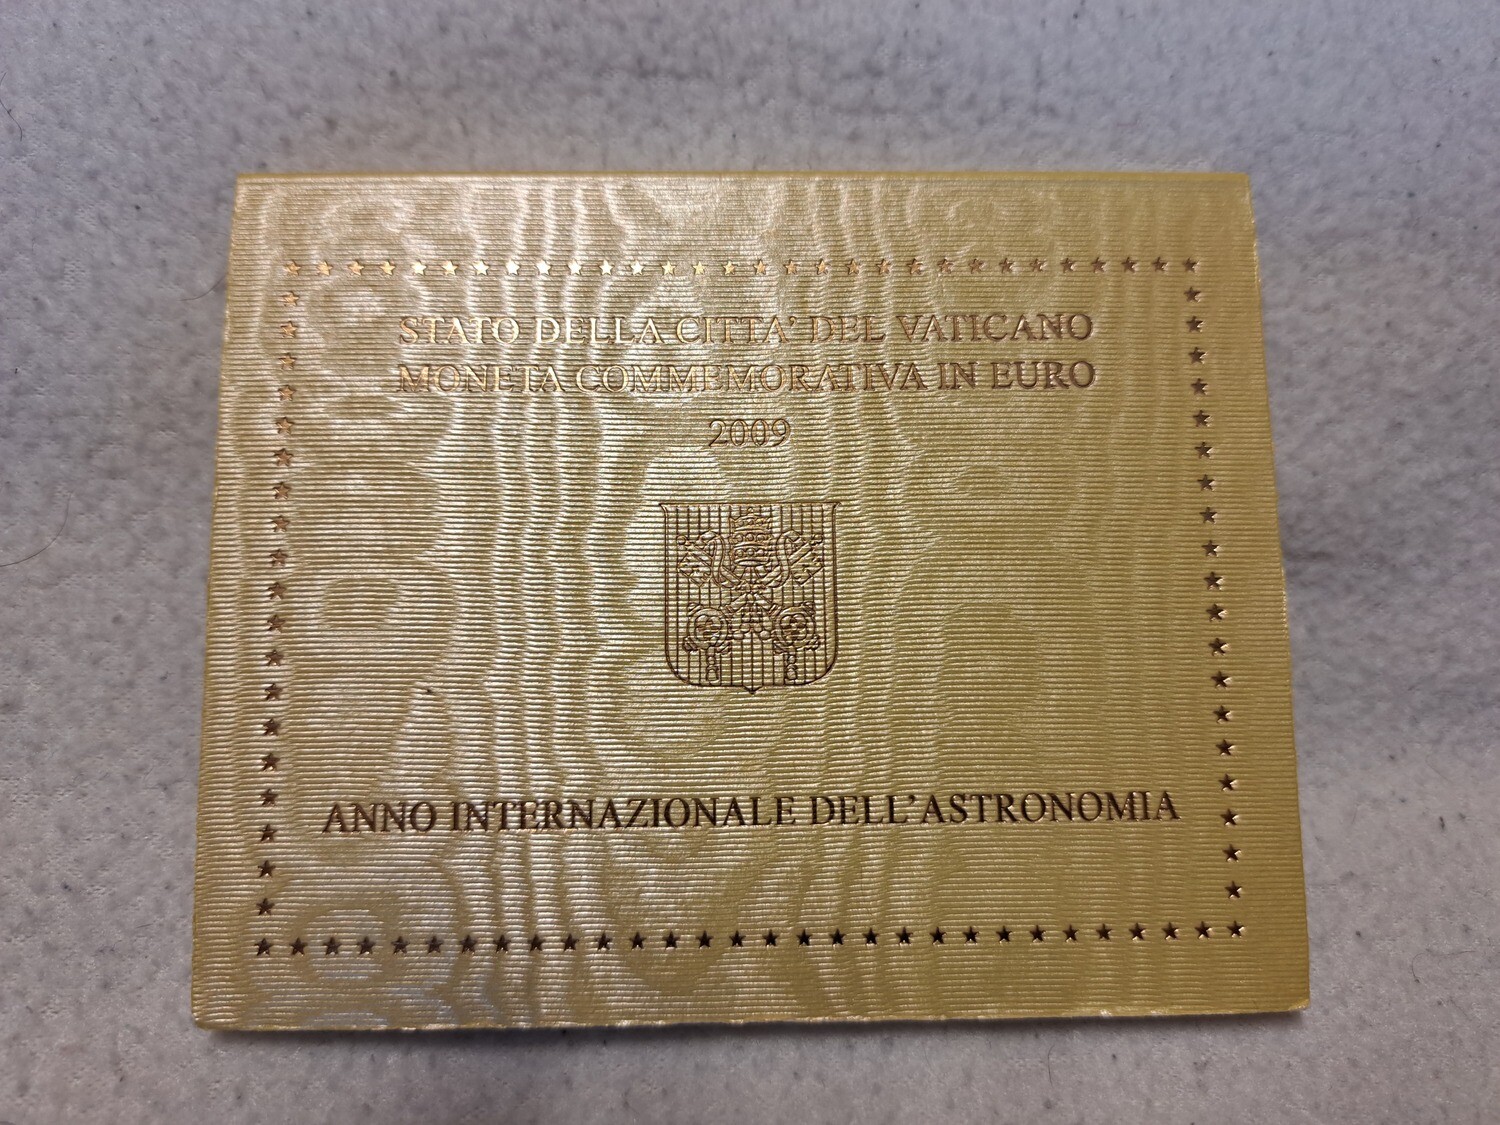 STATO DELLA CITTA' DEL VATICANO
MONETA COMMEMORATIVA IN EURO
2009
ANNO INTERNAZIONALE DELL'ASTRONOMIA